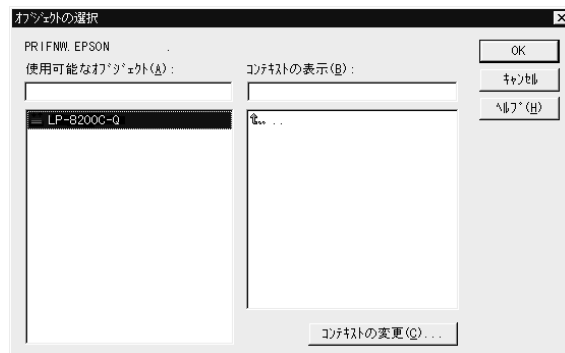 ｵﾌﾞｼﾞｪｸﾄの選択
PRIFNW.EPSON .
使用可能なｵﾌﾞｼﾞｪｸﾄ(A):
ｺﾝﾃｷｽﾄの表示(B):
OK
ｷｬﾝｾﾙ
ﾍﾙﾌﾟ(H)
LP-8200C-Q
..
ｺﾝﾃｷｽﾄの変更(C)...